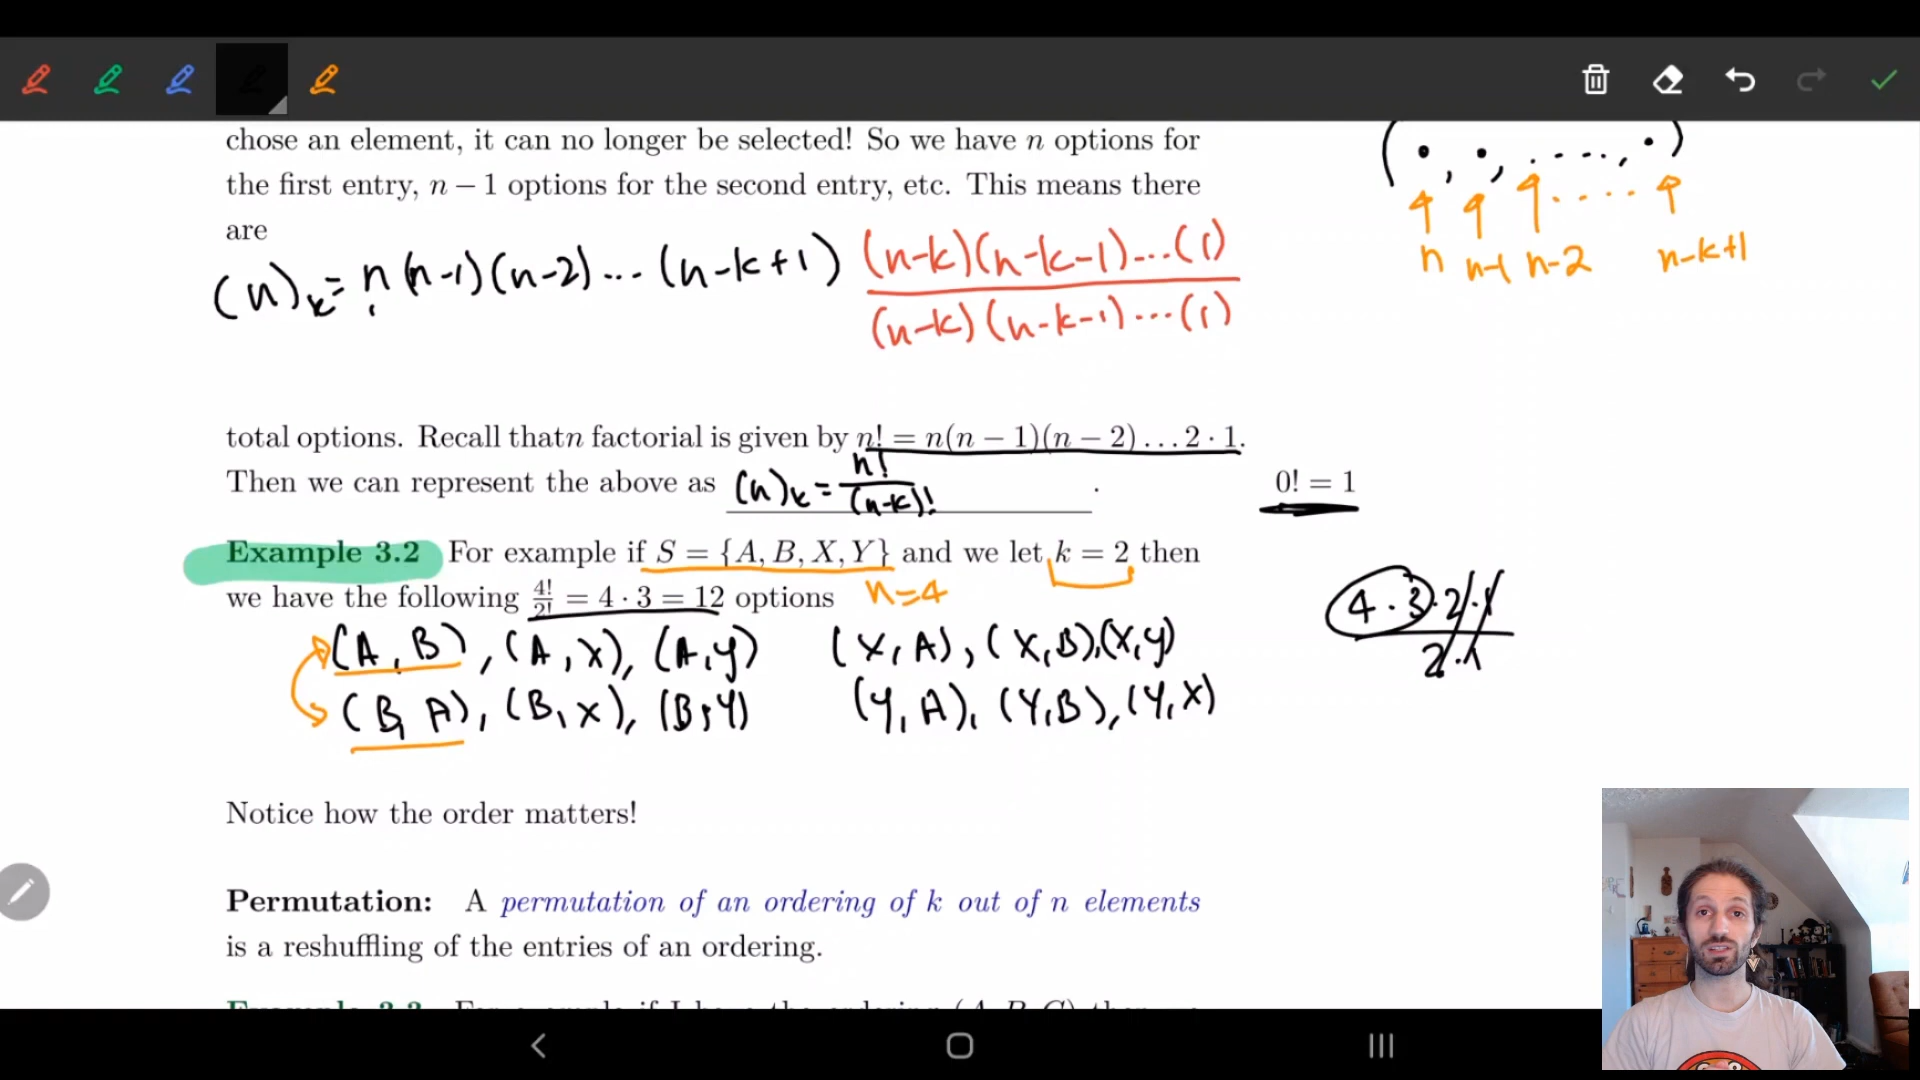 chose an element, it can no longer be selected! So we have n options for
the first entry, n − 1 options for the second entry, etc. This means there
are
(n)k = n(n-1)(n-2)...(n-k+1) (n-k)(n-k-1)...(1)
(n-k)(n-k-1)...(1)
( • , • , . . . . , • )
n n-1 n-2 n-k+1
total options. Recall thatn factorial is given by n! = n(n − 1)(n − 2) . . . 2 · 1.
Then we can represent the above as (n)k = n!/(n-k)! .
0! = 1
Example 3.2 For example if S = {A, B, X, Y} and we let k = 2 then
we have the following 4!/2! = 4 · 3 = 12 options n=4
4·3·2·1
2·1
(A, B), (A, X), (A, Y) (X, A), (X, B), (X, Y)
(B, A), (B, X), (B, Y) (Y, A), (Y, B), (Y, X)
Notice how the order matters!
Permutation: A permutation of an ordering of k out of n elements
is a reshuffling of the entries of an ordering.